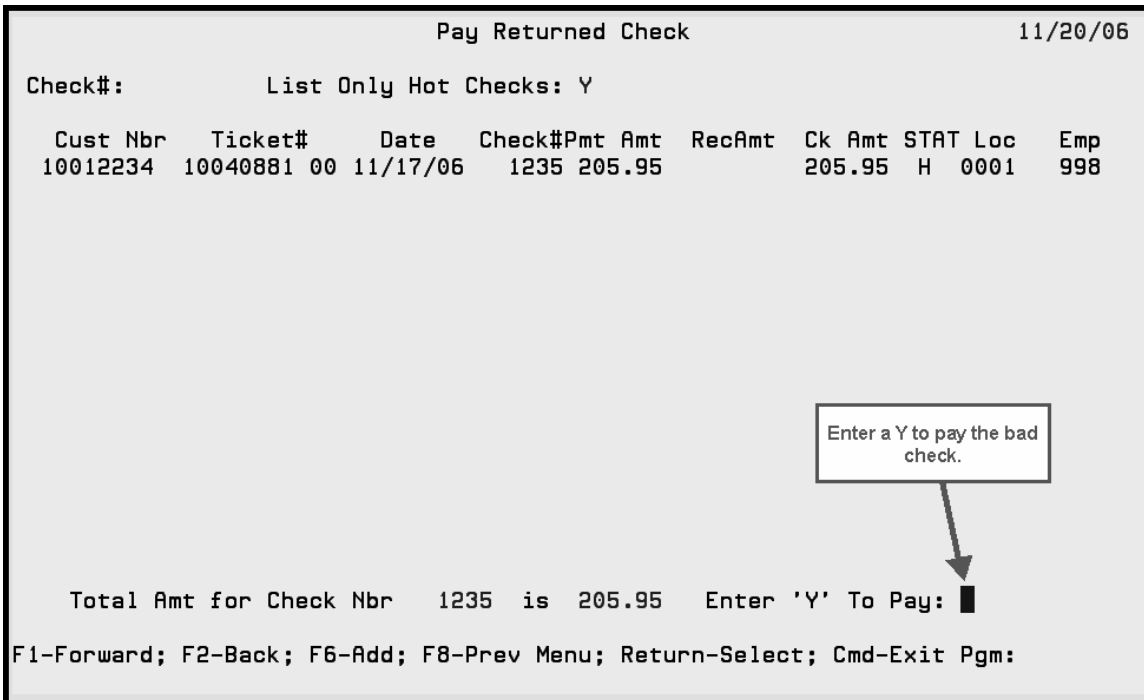 Pay Returned Check 11/20/06
Check#: List Only Hot Checks: Y
Cust Nbr Ticket# Date Check#Pmt Amt RecAmt Ck Amt STAT Loc Emp
10012234 10040881 00 11/17/06 1235 205.95 205.95 H 0001 998
Enter a Y to pay the bad
check.
Total Amt for Check Nbr 1235 is 205.95 Enter 'Y' To Pay:
F1-Forward; F2-Back; F6-Add; F8-Prev Menu; Return-Select; Cmd-Exit Pgm: